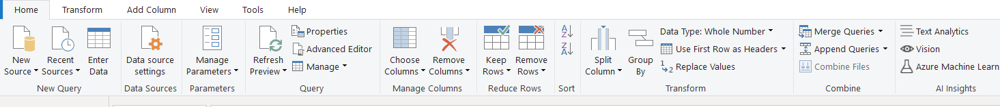 Home Transform Add Column View Tools Help
New Source
Recent Sources
Enter Data
New Query
Data source settings
Data Sources
Manage Parameters
Parameters
Refresh Preview
Properties
Advanced Editor
Manage
Query
Choose Columns
Remove Columns
Manage Columns
Keep Rows
Remove Rows
Reduce Rows
A Z
Z A
Sort
Split Column
Group By
Data Type: Whole Number
Use First Row as Headers
1 2 Replace Values
Transform
Merge Queries
Append Queries
Combine Files
Combine
Text Analytics
Vision
Azure Machine Learn
AI Insights